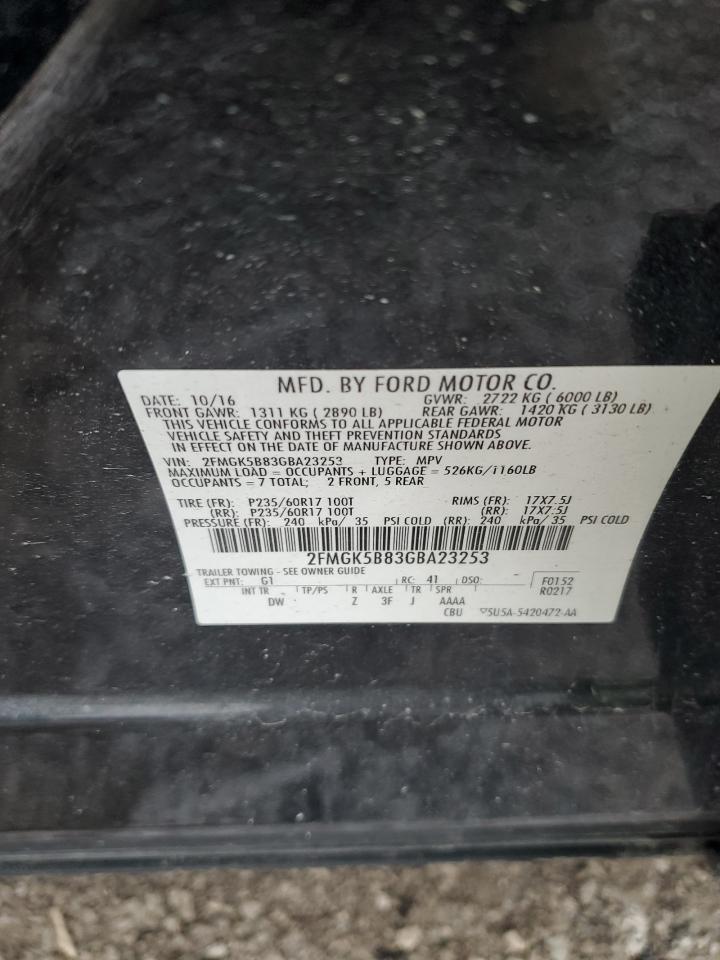 MFD. BY FORD MOTOR CO.
DATE: 10/16 GVWR: 2722 KG ( 6000 LB)
FRONT GAWR: 1311 KG ( 2890 LB) REAR GAWR: 1420 KG ( 3130 LB)
THIS VEHICLE CONFORMS TO ALL APPLICABLE FEDERAL MOTOR
VEHICLE SAFETY AND THEFT PREVENTION STANDARDS
IN EFFECT ON THE DATE OF MANUFACTURE SHOWN ABOVE.
VIN: 2FMGK5B83GBA23253 TYPE: MPV
MAXIMUM LOAD = OCCUPANTS + LUGGAGE = 526KG/1160LB
OCCUPANTS = 7 TOTAL; 2 FRONT, 5 REAR
TIRE (FR): P235/60R17 100T RIMS (FR): 17X7.5J
(RR): P235/60R17 100T (RR): 17X7.5J
PRESSURE (FR): 240 kPa/ 35 PSI COLD (RR): 240 kPa/ 35 PSI COLD
2FMGK5B83GBA23253
TRAILER TOWING - SEE OWNER GUIDE
EXT PNT: G1 RC: 41 DSO: F0152
INT TR TP/PS R AXLE TR SPR R0217
DW Z 3F J AAAA
CBU 5U5A-5420472-AA